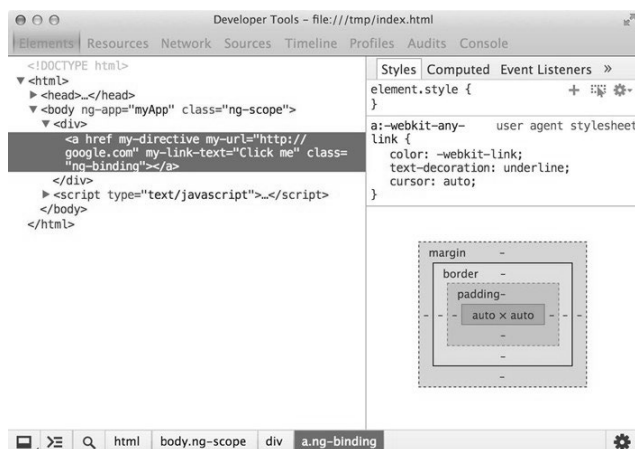 Developer Tools – file:///tmp/index.html
Elements Resources Network Sources Timeline Profiles Audits Console
<!DOCTYPE html>
▼<html>
▶<head>…</head>
▼<body ng-app="myApp" class="ng-scope">
▼<div>
<a href my-directive my-url="http://
google.com" my-link-text="Click me" class=
"ng-binding"></a>
</div>
▶<script type="text/javascript">…</script>
</body>
</html>
Styles Computed Event Listeners »
element.style {
}
a:-webkit-any- user agent stylesheet
link {
color: -webkit-link;
text-decoration: underline;
cursor: auto;
}
margin –
border –
padding–
– – – auto × auto – – –
–
–
–
html body.ng-scope div a.ng-binding